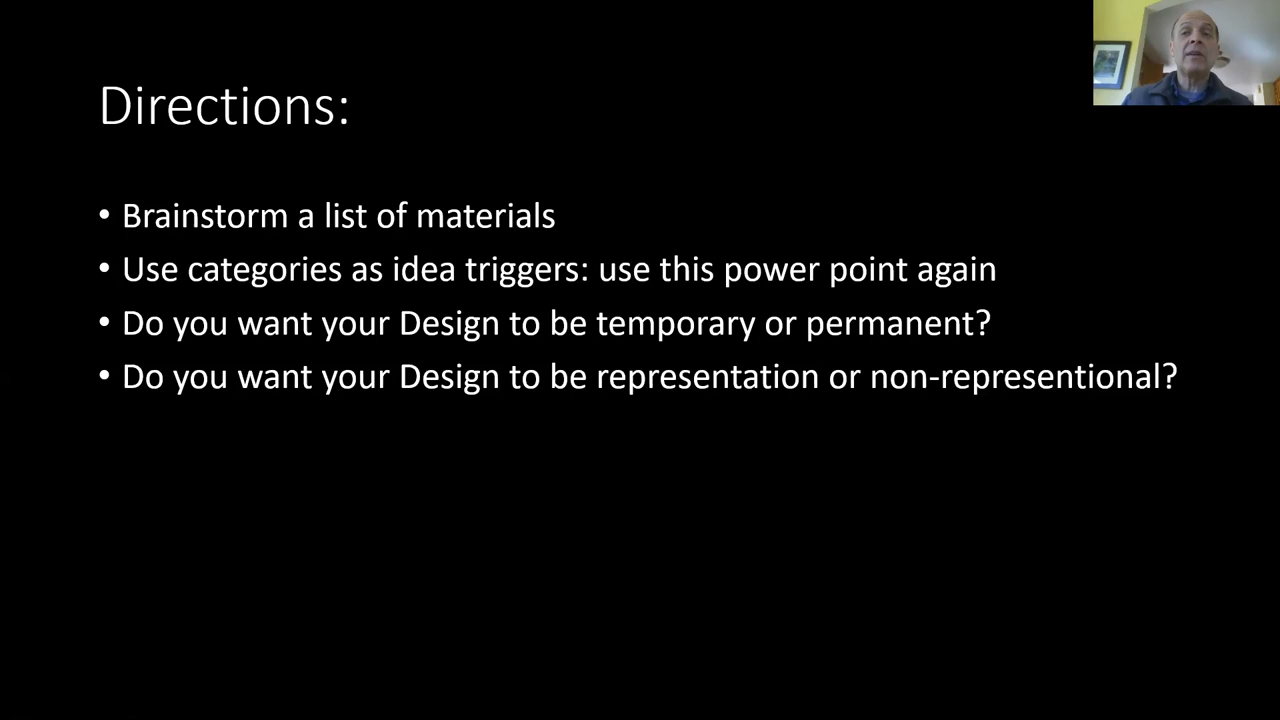 Directions:
• Brainstorm a list of materials
• Use categories as idea triggers: use this power point again
• Do you want your Design to be temporary or permanent?
• Do you want your Design to be representation or non-representional?